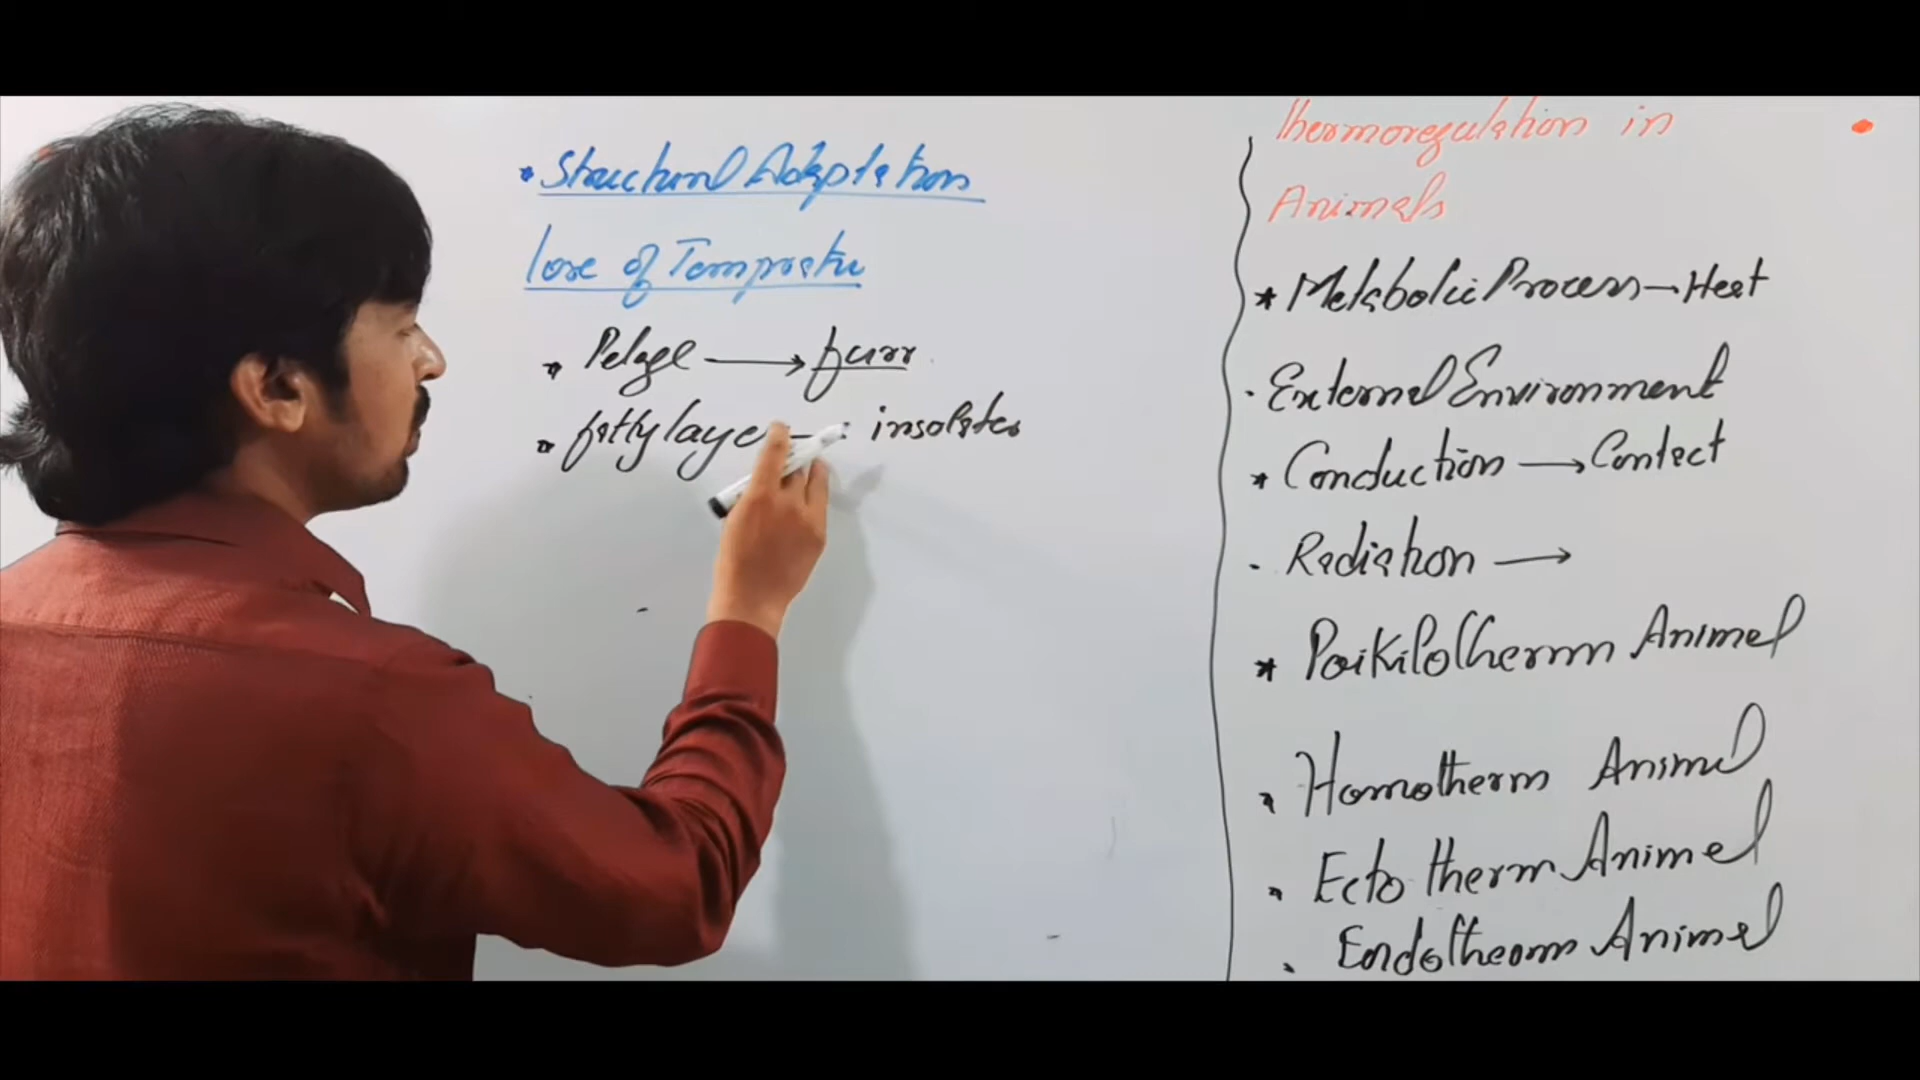 Structural Adaptation
lose of Tempretu
Pelage → furr
fatty layer - : insolates
thermoregulation in
Animals
* Metabolic Process - Heat
· External Environment
* Conduction → Contact
- Radiation →
* Poikilotherm Animal
Homotherm Animal
Ecto therm Animal
Endotherm Animal